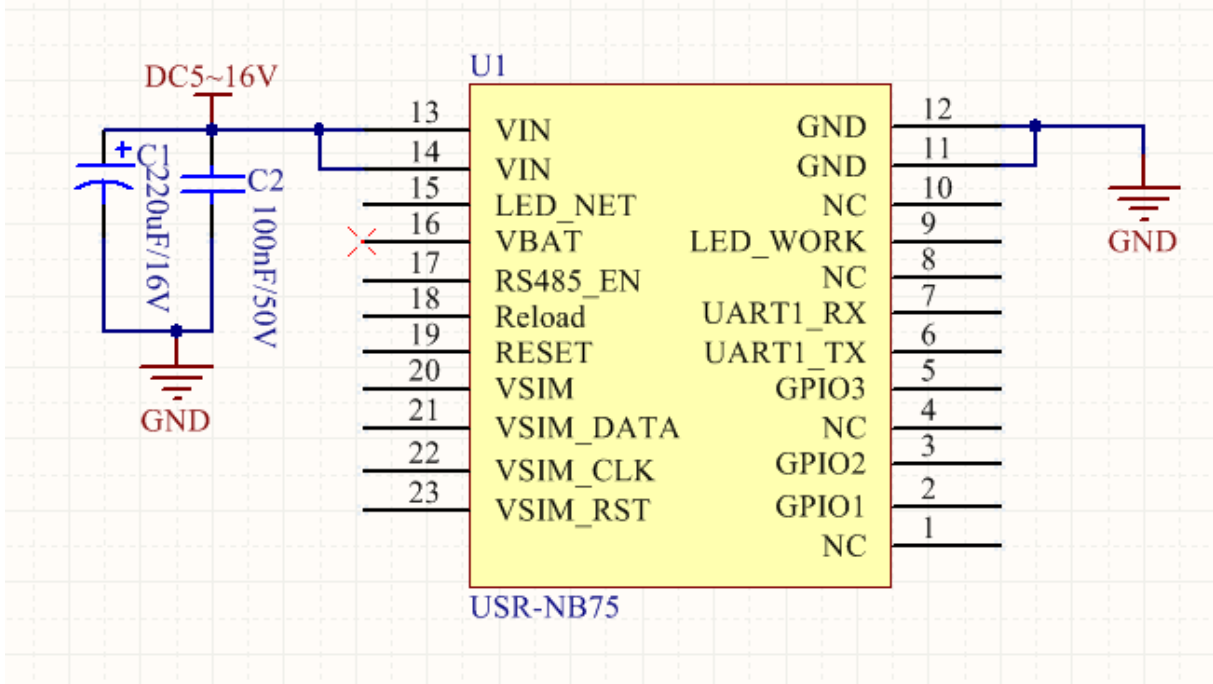 DC5~16V
+ C1
220uF/16V
C2
100nF/50V
GND
U1
13 VIN GND 12
14 VIN GND 11
15 LED_NET NC 10
16 VBAT LED_WORK 9
17 RS485_EN NC 8
18 Reload UART1_RX 7
19 RESET UART1_TX 6
20 VSIM GPIO3 5
21 VSIM_DATA NC 4
22 VSIM_CLK GPIO2 3
23 VSIM_RST GPIO1 2
NC 1
USR-NB75
GND